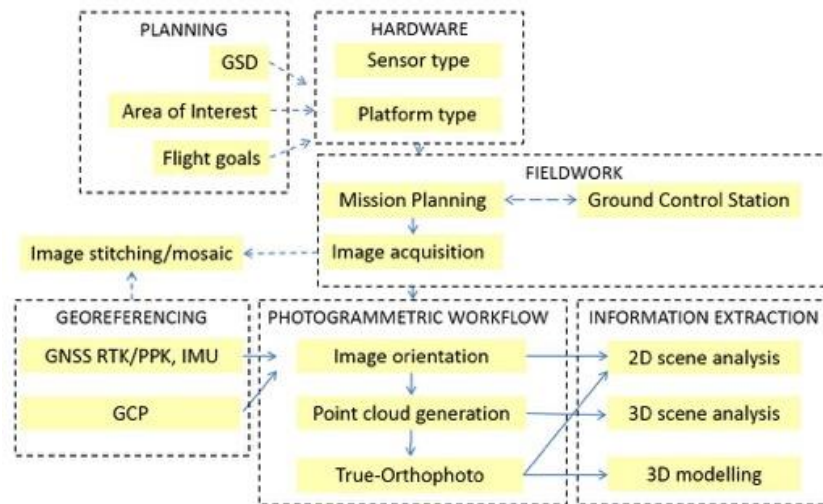 PLANNING
GSD
Area of Interest
Flight goals
HARDWARE
Sensor type
Platform type
FIELDWORK
Mission Planning
Ground Control Station
Image acquisition
Image stitching/mosaic
GEOREFERENCING
GNSS RTK/PPK, IMU
GCP
PHOTOGRAMMETRIC WORKFLOW
Image orientation
Point cloud generation
True-Orthophoto
INFORMATION EXTRACTION
2D scene analysis
3D scene analysis
3D modelling